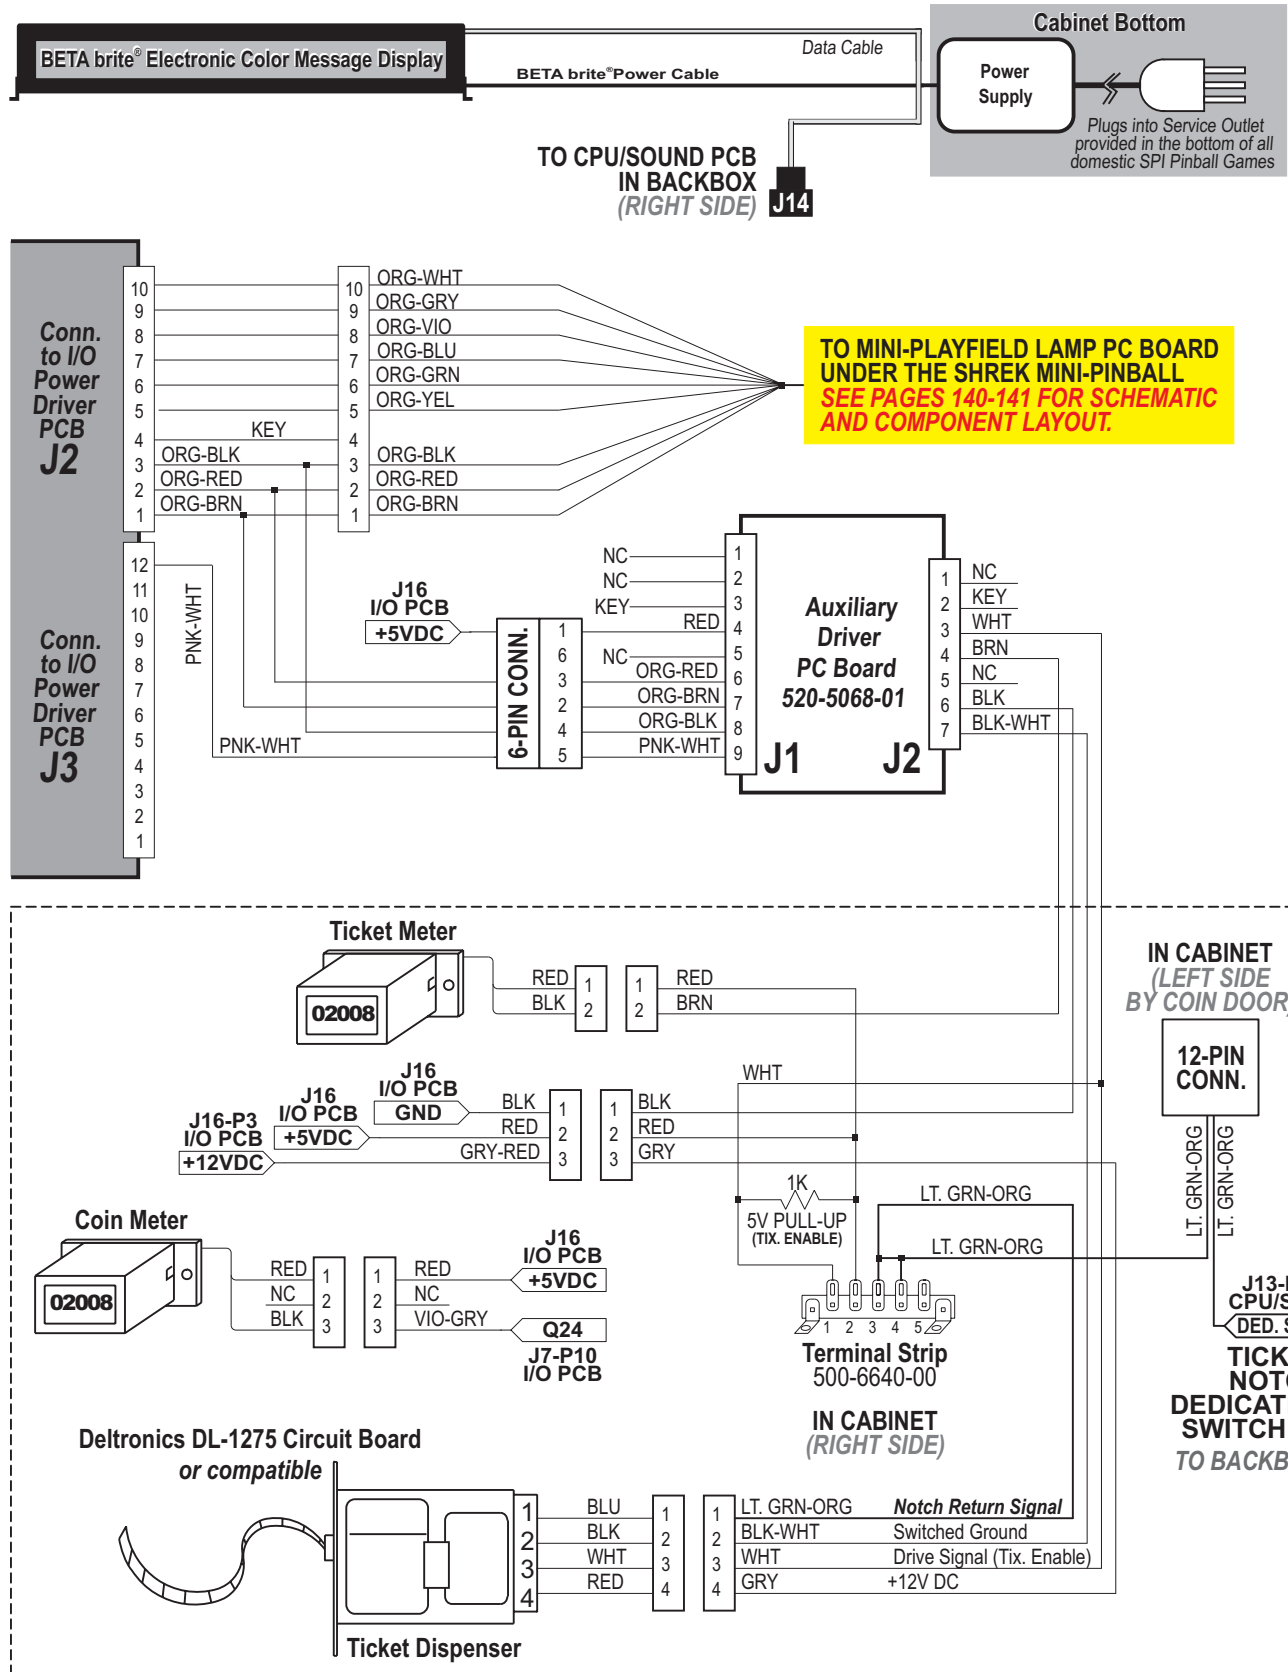 Cabinet Bottom
BETA brite® Electronic Color Message Display
Data Cable
BETA brite® Power Cable
Power
Supply
Plugs into Service Outlet
provided in the bottom of all
domestic SPI Pinball Games
TO CPU/SOUND PCB
IN BACKBOX
(RIGHT SIDE)
J14
Conn.
to I/O
Power
Driver
PCB
J2
10
9
8
7
6
5
4
3
2
1
KEY
ORG-BLK
ORG-RED
ORG-BRN
10
9
8
7
6
5
4
3
2
1
ORG-WHT
ORG-GRY
ORG-VIO
ORG-BLU
ORG-GRN
ORG-YEL
ORG-BLK
ORG-RED
ORG-BRN
TO MINI-PLAYFIELD LAMP PC BOARD
UNDER THE SHREK MINI-PINBALL
SEE PAGES 140-141 FOR SCHEMATIC
AND COMPONENT LAYOUT.
Conn.
to I/O
Power
Driver
PCB
J3
12
11
10
9
8
7
6
5
4
3
2
1
PNK-WHT
PNK-WHT
J16
I/O PCB
+5VDC
6-PIN CONN.
1
6
3
2
4
5
NC
NC
KEY
RED
NC
ORG-RED
ORG-BRN
ORG-BLK
PNK-WHT
1
2
3
4
5
6
7
8
9
J1
Auxiliary
Driver
PC Board
520-5068-01
J2
1
2
3
4
5
6
7
NC
KEY
WHT
BRN
NC
BLK
BLK-WHT
Ticket Meter
02008
RED
BLK
1
2
1
2
RED
BRN
IN CABINET
(LEFT SIDE
BY COIN DOOR)
12-PIN
CONN.
LT. GRN-ORG
LT. GRN-ORG
WHT
J16
I/O PCB
GND
J16
I/O PCB
+5VDC
J16-P3
I/O PCB
+12VDC
BLK
RED
GRY-RED
1
2
3
1
2
3
BLK
RED
GRY
1K
5V PULL-UP
(TIX. ENABLE)
LT. GRN-ORG
LT. GRN-ORG
Coin Meter
02008
RED
NC
BLK
1
2
3
1
2
3
RED
NC
VIO-GRY
J16
I/O PCB
+5VDC
Q24
J7-P10
I/O PCB
1 2 3 4 5
Terminal Strip
500-6640-00
IN CABINET
(RIGHT SIDE)
J13-
CPU/S
DED. S
TICK
NOT
DEDICAT
SWITCH
TO BACKB
Deltronics DL-1275 Circuit Board
or compatible
1
2
3
4
BLU
BLK
WHT
RED
1
2
3
4
1
2
3
4
LT. GRN-ORG Notch Return Signal
BLK-WHT Switched Ground
WHT Drive Signal (Tix. Enable)
GRY +12V DC
Ticket Dispenser